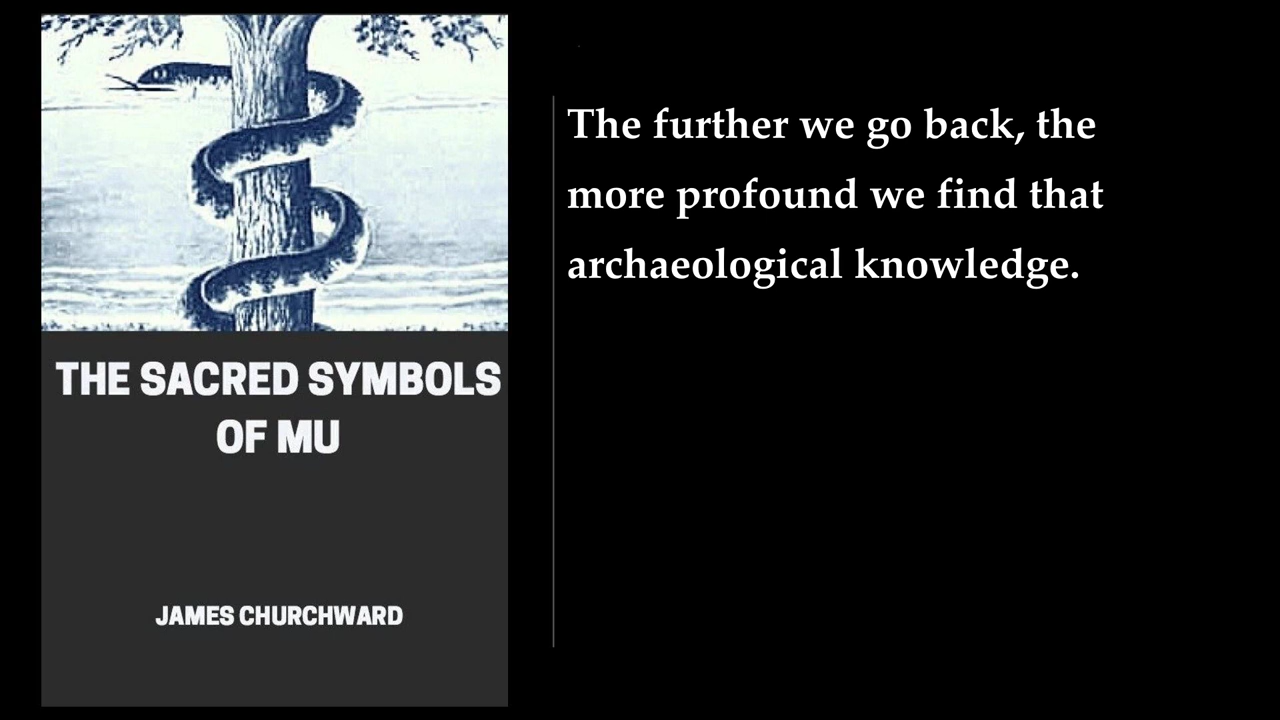 THE SACRED SYMBOLS
OF MU
JAMES CHURCHWARD
The further we go back, the
more profound we find that
archaeological knowledge.